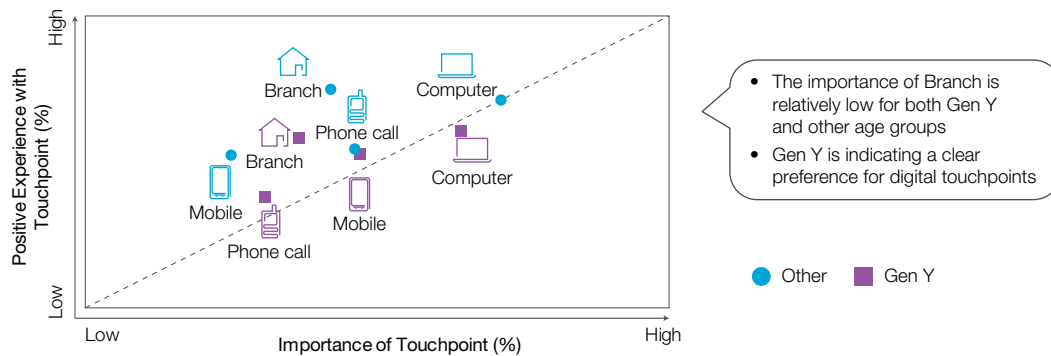 High
Positive Experience with
Touchpoint (%)
Low
Branch
Computer
Phone call
Branch
Mobile
Computer
Mobile
Phone call
Low
Importance of Touchpoint (%)
High
• The importance of Branch is
relatively low for both Gen Y
and other age groups
• Gen Y is indicating a clear
preference for digital touchpoints
Other
Gen Y